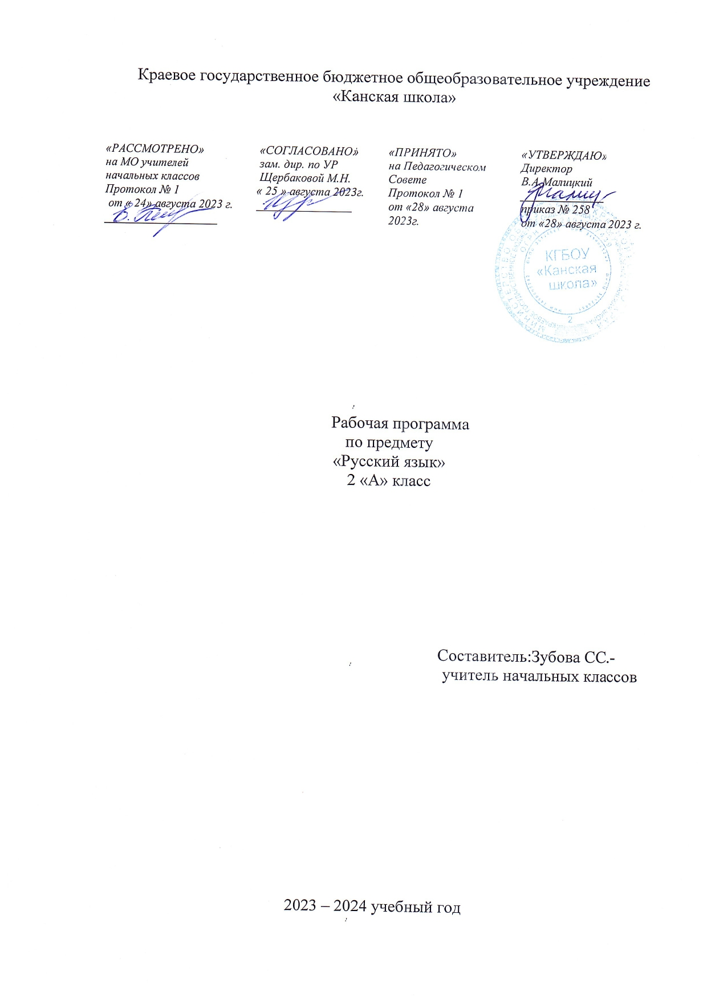 Краевое государственное бюджетное общеобразовательное учреждение
«Канская школа»
«РАССМОТРЕНО»
на МО учителей
начальных классов
Протокол № 1
от « 24» августа 2023 г.
«СОГЛАСОВАНО»
зам. дир. по УР
Щербаковой М.Н.
« 25 » августа 2023г.
«ПРИНЯТО»
на Педагогическом
Совете
Протокол № 1
от «28» августа
2023г.
«УТВЕРЖДАЮ»
Директор
В.А.Малицкий
приказ № 258
от «28» августа 2023 г.
КГБОУ
«Канская
школа»
2
Рабочая программа
по предмету
«Русский язык»
2 «А» класс
Составитель:Зубова СС.-
учитель начальных классов
2023 – 2024 учебный год